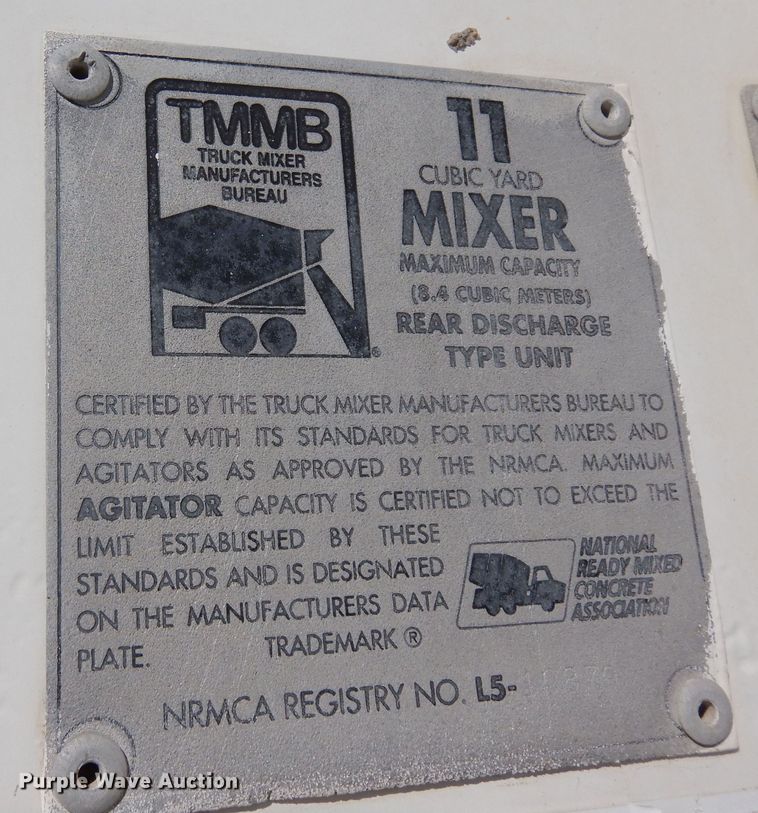 TMMB
TRUCK MIXER
MANUFACTURERS
BUREAU
®
11
CUBIC YARD
MIXER
MAXIMUM CAPACITY
(8.4 CUBIC METERS)
REAR DISCHARGE
TYPE UNIT
CERTIFIED BY THE TRUCK MIXER MANUFACTURERS BUREAU TO
COMPLY WITH ITS STANDARDS FOR TRUCK MIXERS AND
AGITATORS AS APPROVED BY THE NRMCA. MAXIMUM
AGITATOR CAPACITY IS CERTIFIED NOT TO EXCEED THE
LIMIT ESTABLISHED BY THESE
STANDARDS AND IS DESIGNATED
ON THE MANUFACTURERS DATA
PLATE. TRADEMARK ®
NATIONAL
READY MIXED
CONCRETE
ASSOCIATION
NRMCA REGISTRY NO. L5-
Purple Wave Auction